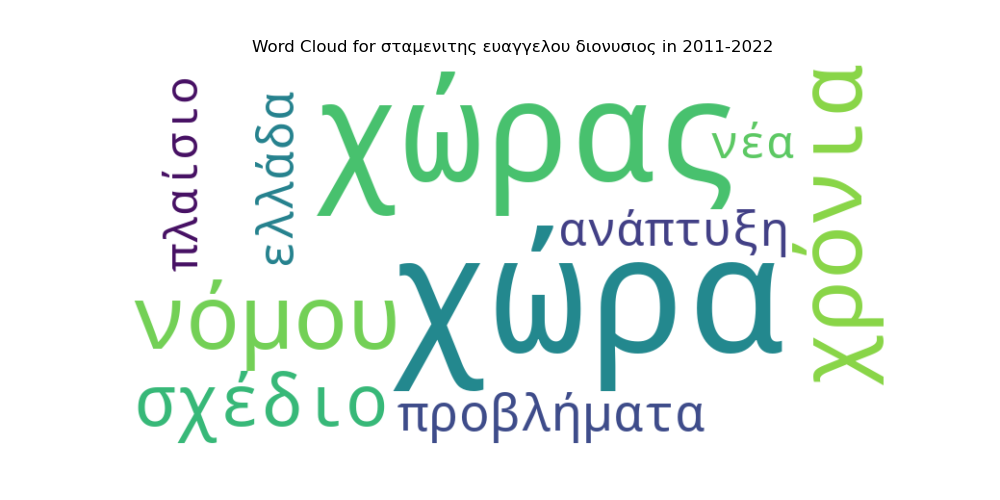 Word Cloud for σταμενιτης ευαγγελου διονυσιος in 2011-2022
πλαίσιο
ελλάδα
χώρας
νέα
χρόνια
ανάπτυξη
χώρα
νόμου
σχέδιο
προβλήματα